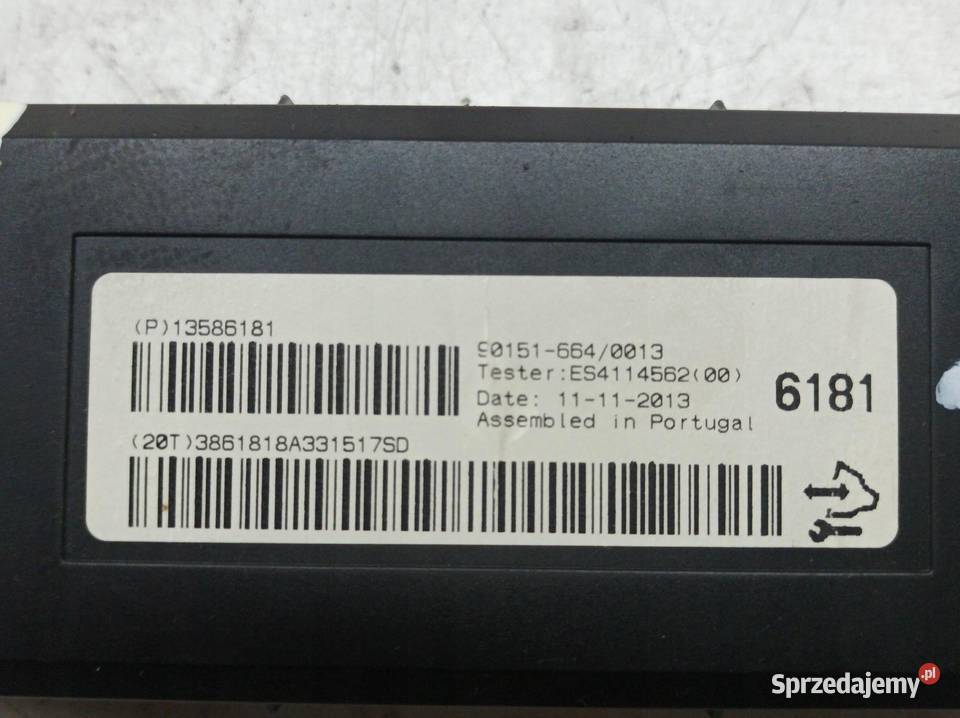 (P)13586181
90151-664/0013
Tester:ES4114562(00)
Date: 11-11-2013
Assembled in Portugal
6181
(20T)3861818A331517SD
Sprzedajemy.pl